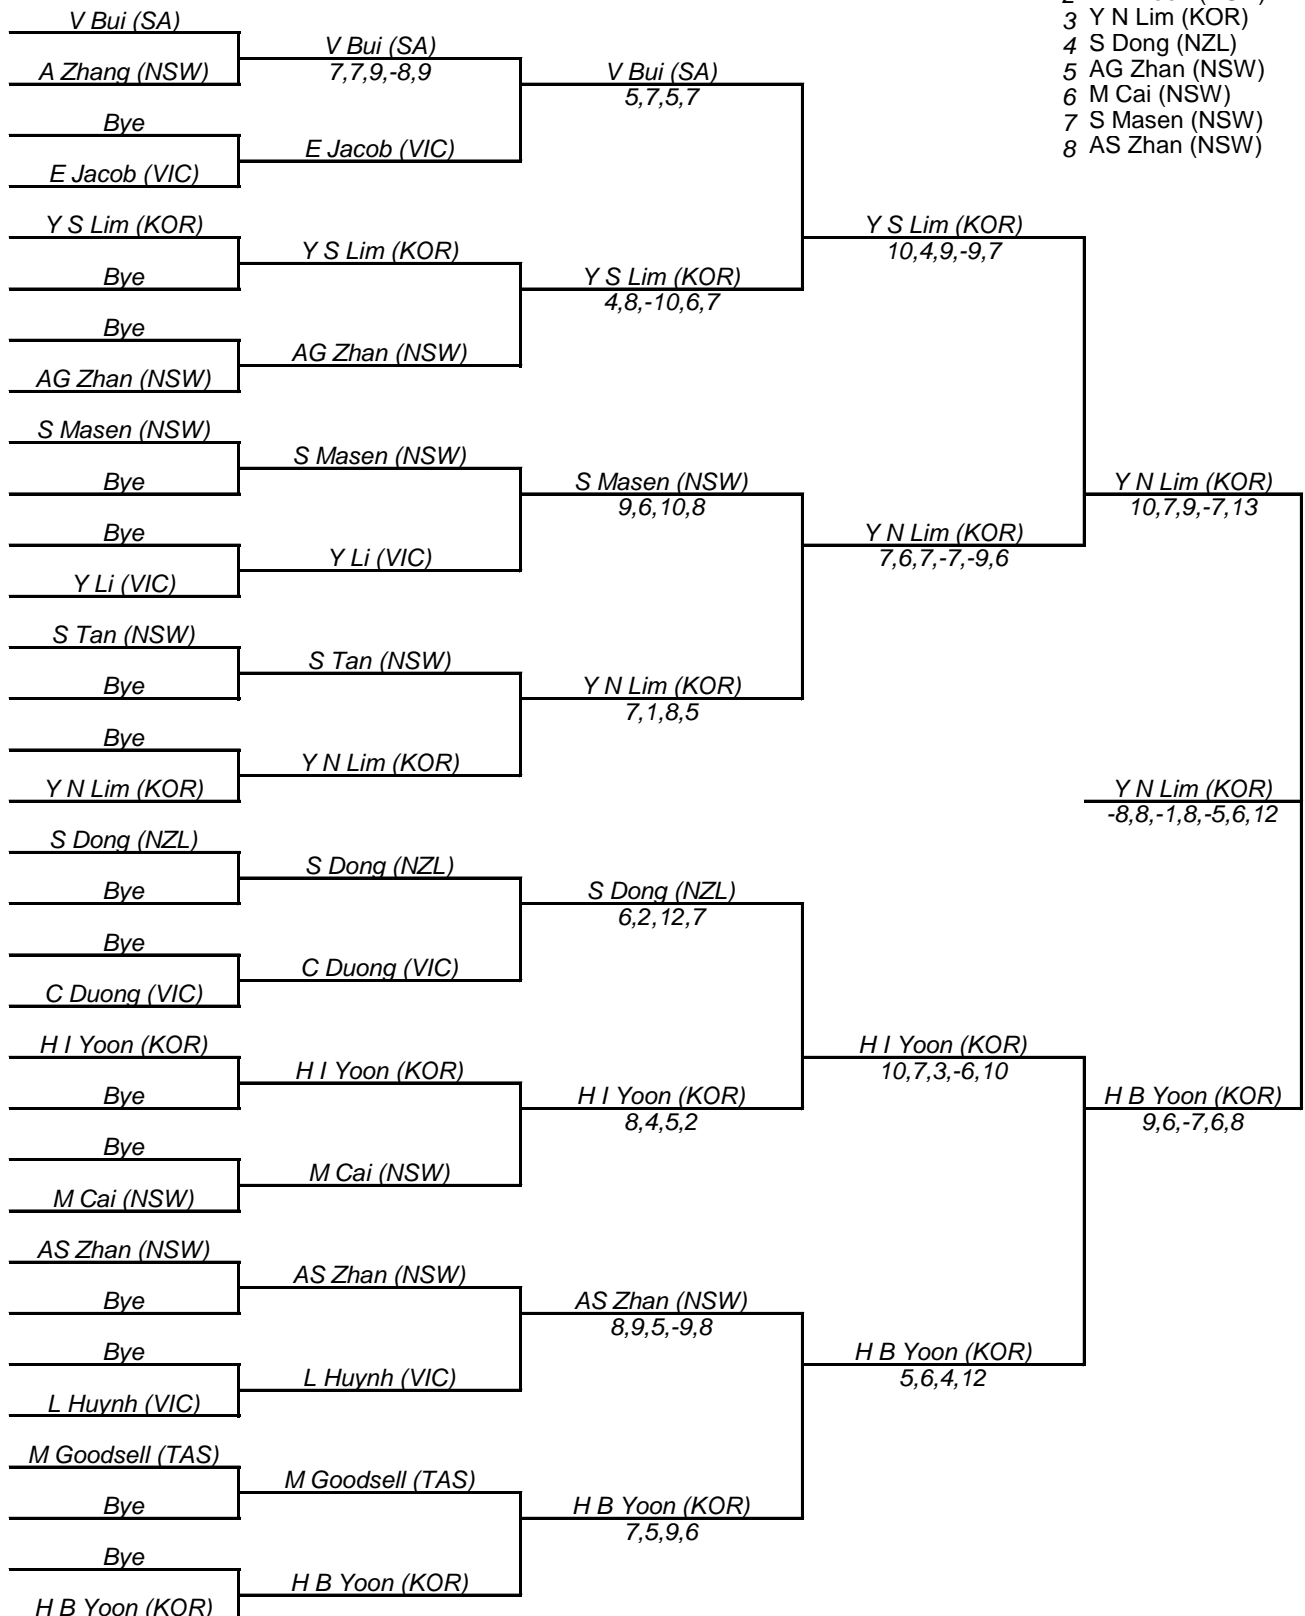 3 Y N Lim (KOR)
4 S Dong (NZL)
5 AG Zhan (NSW)
6 M Cai (NSW)
7 S Masen (NSW)
8 AS Zhan (NSW)
V Bui (SA)
V Bui (SA)
A Zhang (NSW)
7,7,9,-8,9
V Bui (SA)
5,7,5,7
Bye
E Jacob (VIC)
E Jacob (VIC)
Y S Lim (KOR)
Y S Lim (KOR)
10,4,9,-9,7
Y S Lim (KOR)
Bye
Y S Lim (KOR)
4,8,-10,6,7
Bye
AG Zhan (NSW)
AG Zhan (NSW)
S Masen (NSW)
S Masen (NSW)
Bye
S Masen (NSW)
9,6,10,8
Y N Lim (KOR)
10,7,9,-7,13
Bye
Y N Lim (KOR)
7,6,7,-7,-9,6
Y Li (VIC)
Y Li (VIC)
S Tan (NSW)
S Tan (NSW)
Bye
Y N Lim (KOR)
7,1,8,5
Bye
Y N Lim (KOR)
Y N Lim (KOR)
Y N Lim (KOR)
-8,8,-1,8,-5,6,12
S Dong (NZL)
S Dong (NZL)
Bye
S Dong (NZL)
6,2,12,7
Bye
C Duong (VIC)
C Duong (VIC)
H I Yoon (KOR)
H I Yoon (KOR)
10,7,3,-6,10
H I Yoon (KOR)
Bye
H I Yoon (KOR)
8,4,5,2
H B Yoon (KOR)
9,6,-7,6,8
Bye
M Cai (NSW)
M Cai (NSW)
AS Zhan (NSW)
AS Zhan (NSW)
Bye
AS Zhan (NSW)
8,9,5,-9,8
Bye
H B Yoon (KOR)
5,6,4,12
L Huynh (VIC)
L Huynh (VIC)
M Goodsell (TAS)
M Goodsell (TAS)
Bye
H B Yoon (KOR)
7,5,9,6
Bye
H B Yoon (KOR)
H B Yoon (KOR)